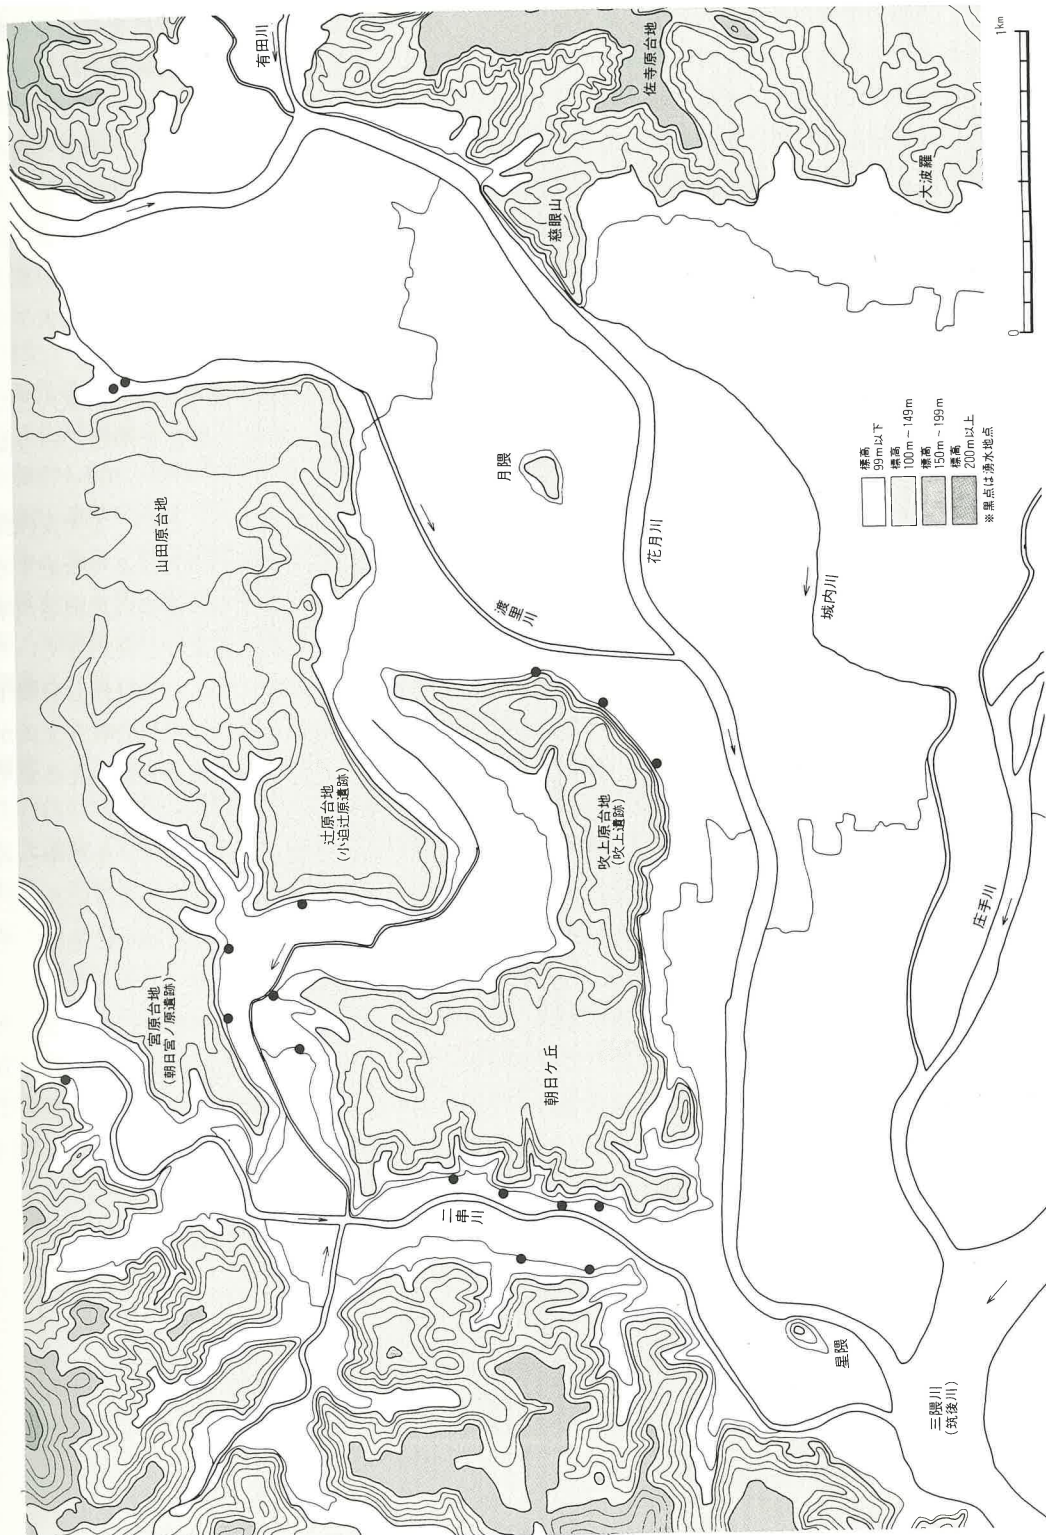 有田川
佐寺原台地
慈眼山
大波羅
山田原台地
月隈
渡里川
花月川
城内川
辻原台地
(小迫辻原遺跡)
吹上原台地
(吹上遺跡)
宮原台地
(朝日宮ノ原遺跡)
朝日ケ丘
庄手川
二串川
星隈
三隈川
(筑後川)
0
1km
標高
99m以下
標高
100m~149m
標高
150m~199m
標高
200m以上
※黒点は湧水地点